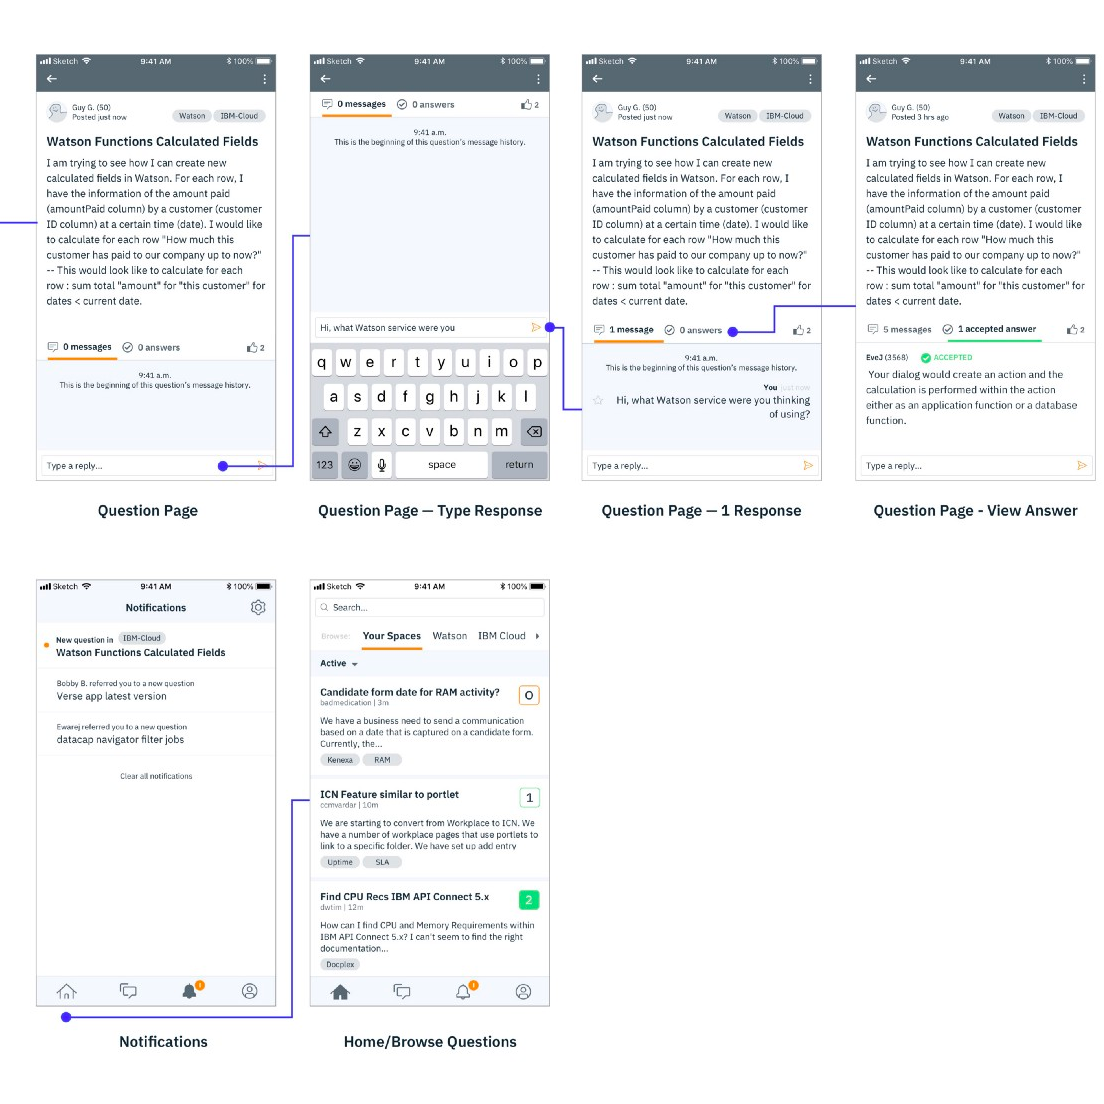 Sketch 9:41 AM 100%
Guy G. (50)
Posted just now
Watson IBM-Cloud
Watson Functions Calculated Fields
I am trying to see how I can create new
calculated fields in Watson. For each row, I
have the information of the amount paid
(amountPaid column) by a customer (customer
ID column) at a certain time (date). I would like
to calculate for each row "How much this
customer has paid to our company up to now?"
-- This would look like to calculate for each
row : sum total "amount" for "this customer" for
dates < current date.
0 messages 0 answers 2
9:41 a.m.
This is the beginning of this question's message history.
Type a reply...
Question Page
Sketch 9:41 AM 100%
0 messages 0 answers 2
9:41 a.m.
This is the beginning of this question's message history.
Hi, what Watson service were you
q w e r t y u i o p
a s d f g h j k l
z x c v b n m
123 space return
Question Page — Type Response
Sketch 9:41 AM 100%
Guy G. (50)
Posted just now
Watson IBM-Cloud
Watson Functions Calculated Fields
I am trying to see how I can create new
calculated fields in Watson. For each row, I
have the information of the amount paid
(amountPaid column) by a customer (customer
ID column) at a certain time (date). I would like
to calculate for each row "How much this
customer has paid to our company up to now?"
-- This would look like to calculate for each
row : sum total "amount" for "this customer" for
dates < current date.
1 message 0 answers 2
9:41 a.m.
This is the beginning of this question's message history.
You just now
Hi, what Watson service were you thinking
of using?
Type a reply...
Question Page — 1 Response
Sketch 9:41 AM 100%
Guy G. (50)
Posted 3 hrs ago
Watson IBM-Cloud
Watson Functions Calculated Fields
I am trying to see how I can create new
calculated fields in Watson. For each row, I
have the information of the amount paid
(amountPaid column) by a customer (customer
ID column) at a certain time (date). I would like
to calculate for each row "How much this
customer has paid to our company up to now?"
-- This would look like to calculate for each
row : sum total "amount" for "this customer" for
dates < current date.
5 messages 1 accepted answer 2
EveJ (3568) ACCEPTED
Your dialog would create an action and the
calculation is performed within the action
either as an application function or a database
function.
Type a reply...
Question Page - View Answer
Sketch 9:41 AM 100%
Notifications
New question in IBM-Cloud
Watson Functions Calculated Fields
Bobby B. referred you to a new question
Verse app latest version
Ewarej referred you to a new question
datacap navigator filter jobs
Clear all notifications
Notifications
Sketch 9:41 AM 100%
Search...
Browse: Your Spaces Watson IBM Cloud
Active
Candidate form date for RAM activity? 0
badmedication | 3m
We have a business need to send a communication
based on a date that is captured on a candidate form.
Currently, the...
Kenexa RAM
ICN Feature similar to portlet 1
ccmvardar | 10m
We are starting to convert from Workplace to ICN. We
have a number of workplace pages that use portlets to
link to a specific folder. We have set up add entry
Uptime SLA
Find CPU Recs IBM API Connect 5.x 2
dwtim | 12m
How can I find CPU and Memory Requirements within
IBM API Connect 5.x? I can't seem to find the right
documentation...
Docplex
Home/Browse Questions